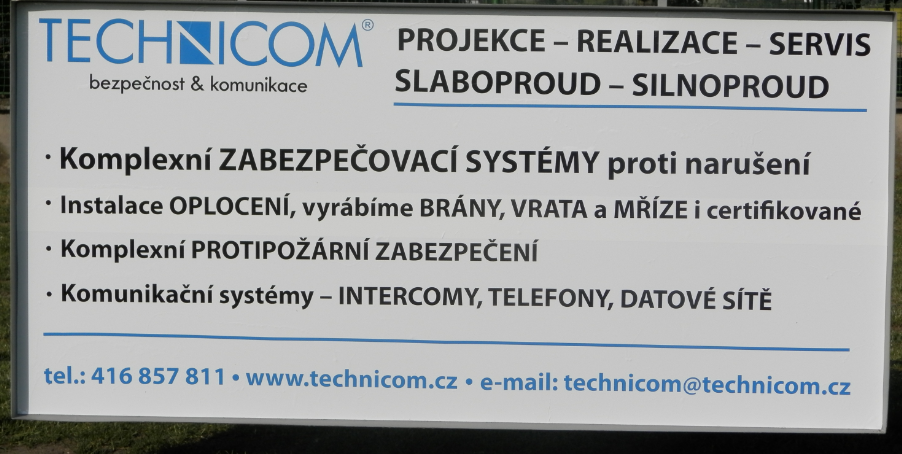 TECHNICOM®
bezpečnost & komunikace
PROJEKCE – REALIZACE – SERVIS
SLABOPROUD – SILNOPROUD
· Komplexní ZABEZPEČOVACÍ SYSTÉMY proti narušení
· Instalace OPLOCENÍ, vyrábíme BRÁNY, VRATA a MŘÍZE i certifikované
· Komplexní PROTIPOŽÁRNÍ ZABEZPEČENÍ
· Komunikační systémy – INTERCOMY, TELEFONY, DATOVÉ SÍTĚ
tel.: 416 857 811 • www.technicom.cz • e-mail: technicom@technicom.cz